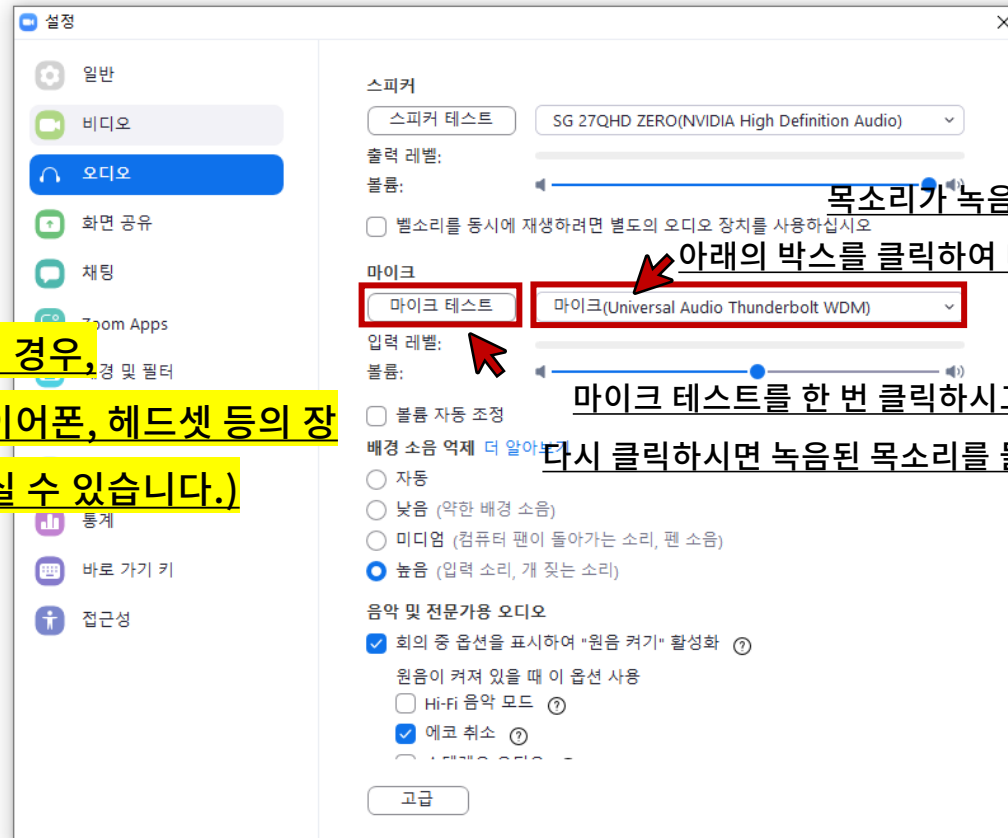 설정
일반
비디오
오디오
화면 공유
채팅
Zoom Apps
경 및 필터
통계
바로 가기 키
접근성
경우,
어폰, 헤드셋 등의 장
실 수 있습니다.)
스피커
스피커 테스트
SG 27QHD ZERO(NVIDIA High Definition Audio)
출력 레벨:
볼륨:
목소리가 녹음
벨소리를 동시에 재생하려면 별도의 오디오 장치를 사용하십시오
아래의 박스를 클릭하여
마이크
마이크 테스트
마이크(Universal Audio Thunderbolt WDM)
입력 레벨:
볼륨:
마이크 테스트를 한 번 클릭하시고
볼륨 자동 조정
배경 소음 억제 더 알아보기
다시 클릭하시면 녹음된 목소리를
자동
낮음 (약한 배경 소음)
미디엄 (컴퓨터 팬이 돌아가는 소리, 펜 소음)
높음 (입력 소리, 개 짖는 소리)
음악 및 전문가용 오디오
회의 중 옵션을 표시하여 "원음 켜기" 활성화
원음이 켜져 있을 때 이 옵션 사용
Hi-Fi 음악 모드
에코 취소
고급